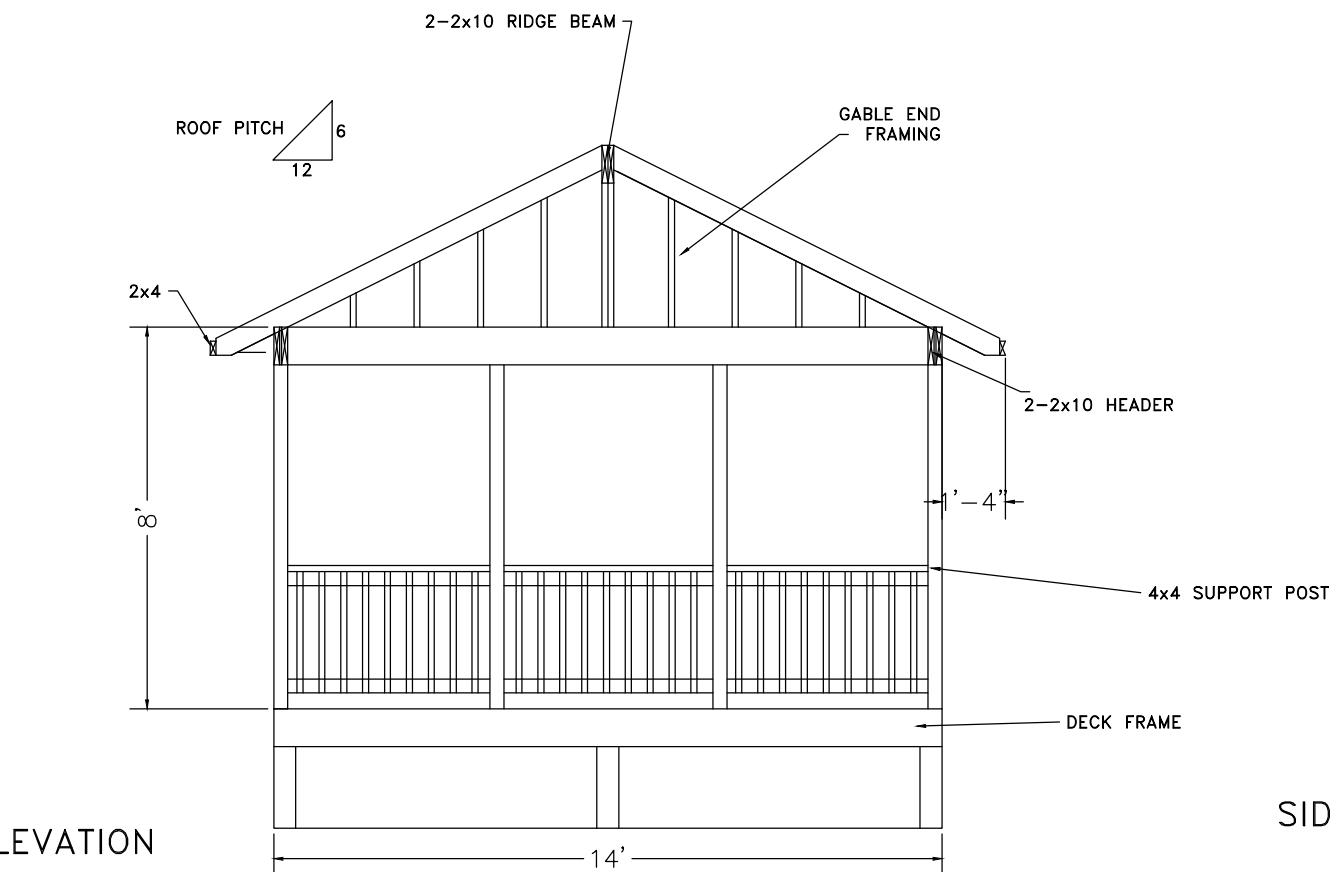 2-2x10 RIDGE BEAM
ROOF PITCH
6
12
GABLE END
FRAMING
2x4
2-2x10 HEADER
8'
1'-4"
4x4 SUPPORT POST
DECK FRAME
LEVATION
SID
14'